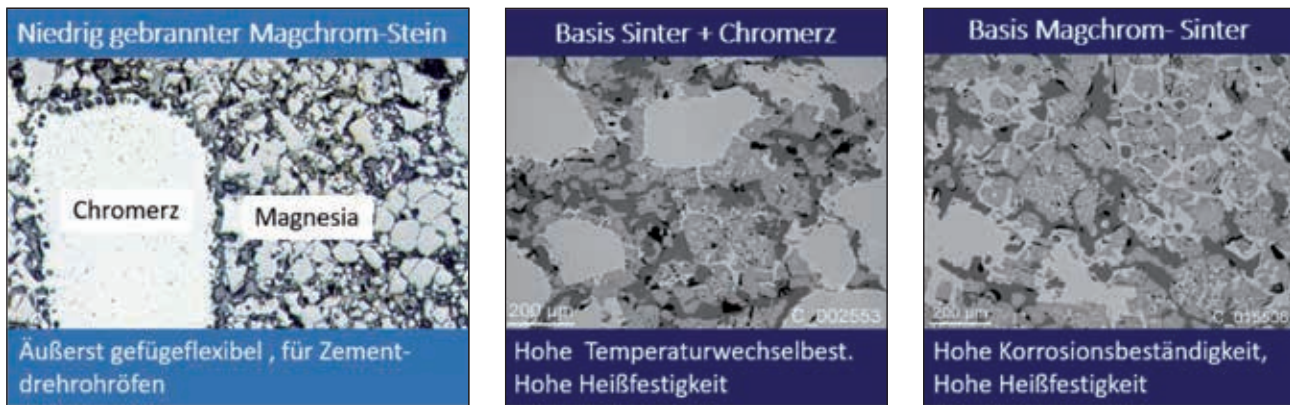 Niedrig gebrannter Magchrom-Stein
Chromerz
Magnesia
Äußerst gefügeflexibel , für Zement-
drehrohröfen
Basis Sinter + Chromerz
200 µm
C_002553
Hohe Temperaturwechselbest.
Hohe Heißfestigkeit
Basis Magchrom- Sinter
200 µm
Hohe Korrosionsbeständigkeit,
Hohe Heißfestigkeit